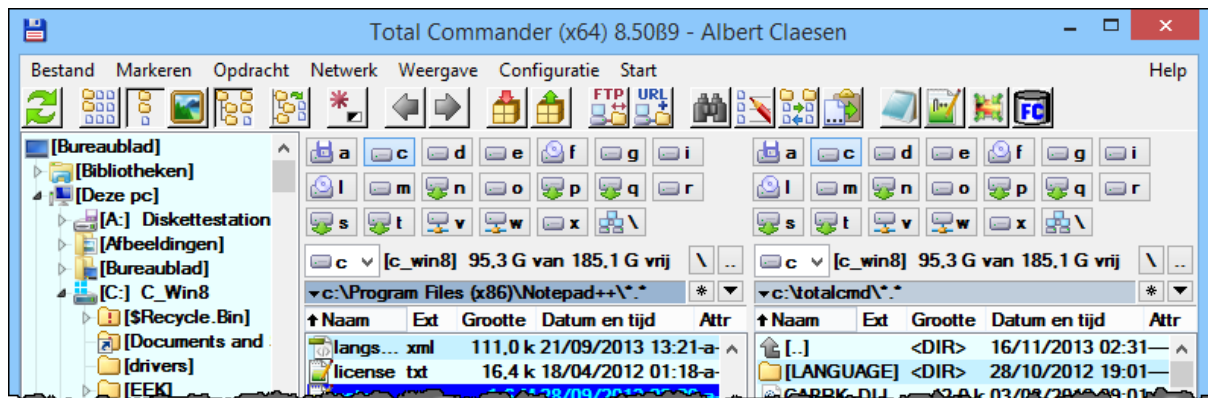 Total Commander (x64) 8.50ß9 - Albert Claesen
Bestand Markeren Opdracht Netwerk Weergave Configuratie Start Help
FTP URL
FC
[Bureaublad]
[Bibliotheken]
[Deze pc]
[A:] Diskettestation
[Afbeeldingen]
[Bureaublad]
[C:] C_Win8
[$Recycle.Bin]
[Documents and
[drivers]
[EEK]
a c d e f g i
l m n o p q r
s t v w x \
c [c_win8] 95,3 G van 185,1 G vrij \ ..
c:\Program Files (x86)\Notepad++\*.* *
Naam Ext Grootte Datum en tijd Attr
langs... xml 111,0 k 21/09/2013 13:21 -a-
license txt 16,4 k 18/04/2012 01:18 -a-
a c d e f g i
l m n o p q r
s t v w x \
c [c_win8] 95,3 G van 185,1 G vrij \ ..
c:\totalcmd\*.* *
Naam Ext Grootte Datum en tijd Attr
[..] <DIR> 16/11/2013 02:31 —
[LANGUAGE] <DIR> 28/10/2012 19:01 —